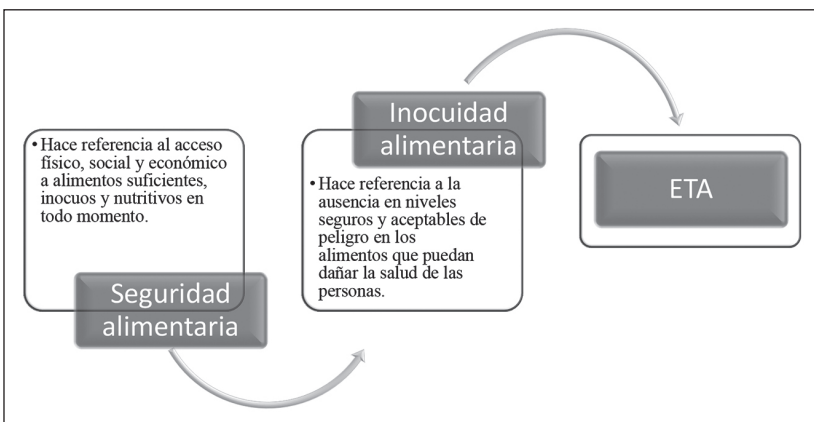 • Hace referencia al acceso
físico, social y económico
a alimentos suficientes,
inocuos y nutritivos en
todo momento.
Seguridad
alimentaria
Inocuidad
alimentaria
• Hace referencia a la
ausencia en niveles
seguros y aceptables de
peligro en los
alimentos que puedan
dañar la salud de las
personas.
ETA